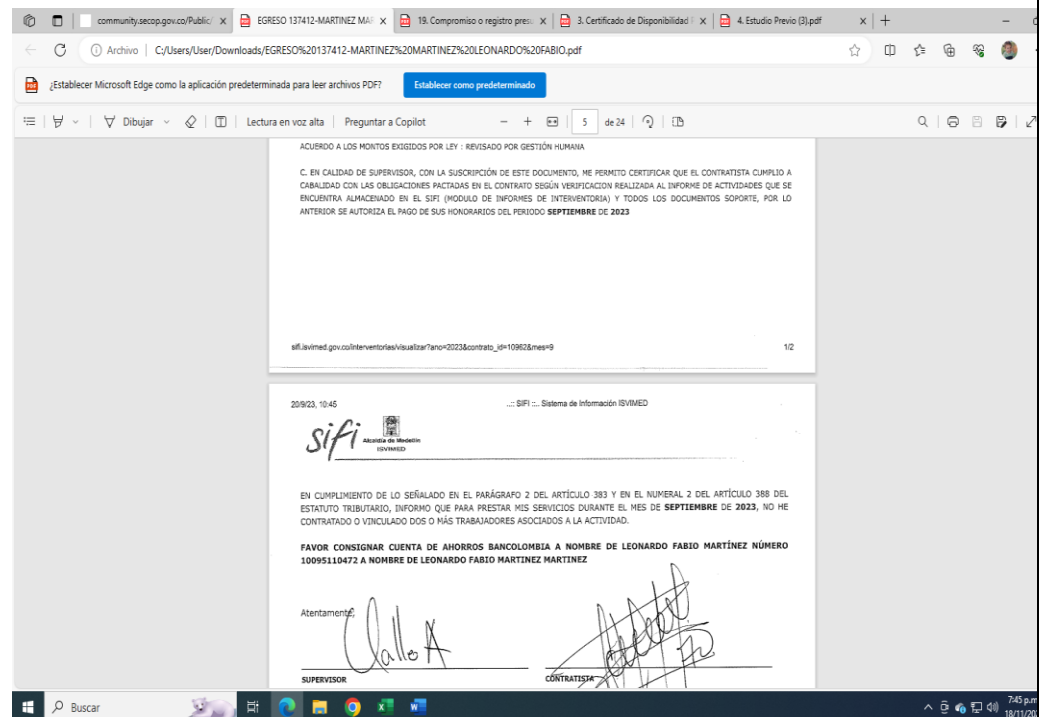 community.secop.gov.co/Public/
EGRESO 137412-MARTINEZ MAR
19. Compromiso o registro presu
3. Certificado de Disponibilidad
4. Estudio Previo (3).pdf
Archivo
C:/Users/User/Downloads/EGRESO%20137412-MARTINEZ%20MARTINEZ%20LEONARDO%20FABIO.pdf
¿Establecer Microsoft Edge como la aplicación predeterminada para leer archivos PDF?
Establecer como predeterminado
Dibujar
Lectura en voz alta
Preguntar a Copilot
5 de 24
ACUERDO A LOS MONTOS EXIGIDOS POR LEY : REVISADO POR GESTIÓN HUMANA
C. EN CALIDAD DE SUPERVISOR, CON LA SUSCRIPCIÓN DE ESTE DOCUMENTO, ME PERMITO CERTIFICAR QUE EL CONTRATISTA CUMPLIO A
CABALIDAD CON LAS OBLIGACIONES PACTADAS EN EL CONTRATO SEGÚN VERIFICACION REALIZADA AL INFORME DE ACTIVIDADES QUE SE
ENCUENTRA ALMACENADO EN EL SIFI (MODULO DE INFORMES DE INTERVENTORIA) Y TODOS LOS DOCUMENTOS SOPORTE, POR LO
ANTERIOR SE AUTORIZA EL PAGO DE SUS HONORARIOS DEL PERIODO SEPTIEMBRE DE 2023
sifi.isvimed.gov.co/interventorias/visualizar?ano=2023&contrato_id=10962&mes=9
1/2
20/9/23, 10:45
..:: SIFI ::.. Sistema de Información ISVIMED
sifi
Alcaldía de Medellín
ISVIMED
EN CUMPLIMIENTO DE LO SEÑALADO EN EL PARÁGRAFO 2 DEL ARTÍCULO 383 Y EN EL NUMERAL 2 DEL ARTÍCULO 388 DEL
ESTATUTO TRIBUTARIO, INFORMO QUE PARA PRESTAR MIS SERVICIOS DURANTE EL MES DE SEPTIEMBRE DE 2023, NO HE
CONTRATADO O VINCULADO DOS O MÁS TRABAJADORES ASOCIADOS A LA ACTIVIDAD.
FAVOR CONSIGNAR CUENTA DE AHORROS BANCOLOMBIA A NOMBRE DE LEONARDO FABIO MARTÍNEZ NÚMERO
10095110472 A NOMBRE DE LEONARDO FABIO MARTINEZ MARTINEZ
Atentamente,
SUPERVISOR
CONTRATISTA
Buscar
7:45 p.m
18/11/20